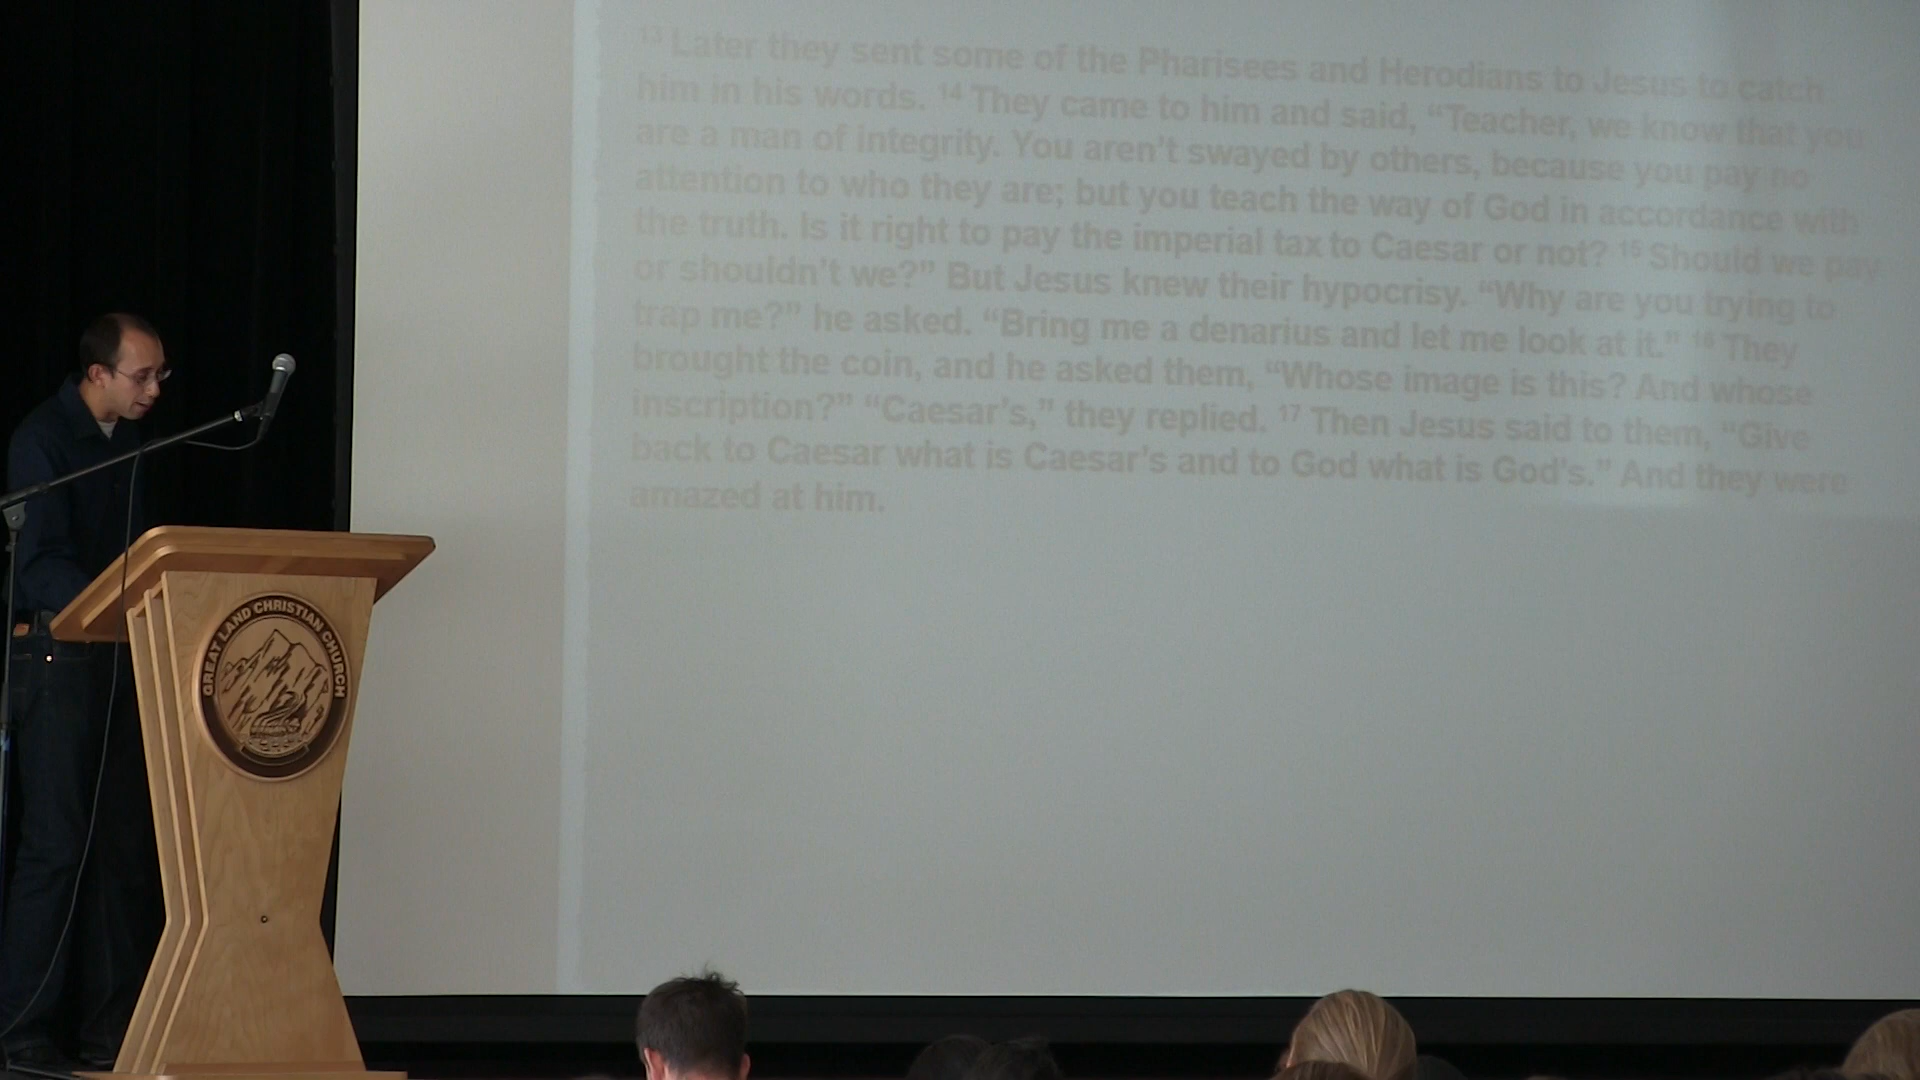 ¹³ Later they sent some of the Pharisees and Herodians to Jesus to catch
him in his words. ¹⁴ They came to him and said, “Teacher, we know that you
are a man of integrity. You aren’t swayed by others, because you pay no
attention to who they are; but you teach the way of God in accordance with
the truth. Is it right to pay the imperial tax to Caesar or not? ¹⁵ Should we pay
or shouldn’t we?” But Jesus knew their hypocrisy. “Why are you trying to
trap me?” he asked. “Bring me a denarius and let me look at it.” ¹⁶ They
brought the coin, and he asked them, “Whose image is this? And whose
inscription?” “Caesar’s,” they replied. ¹⁷ Then Jesus said to them, “Give
back to Caesar what is Caesar’s and to God what is God’s.” And they were
amazed at him.
GREAT LAND CHRISTIAN CHURCH